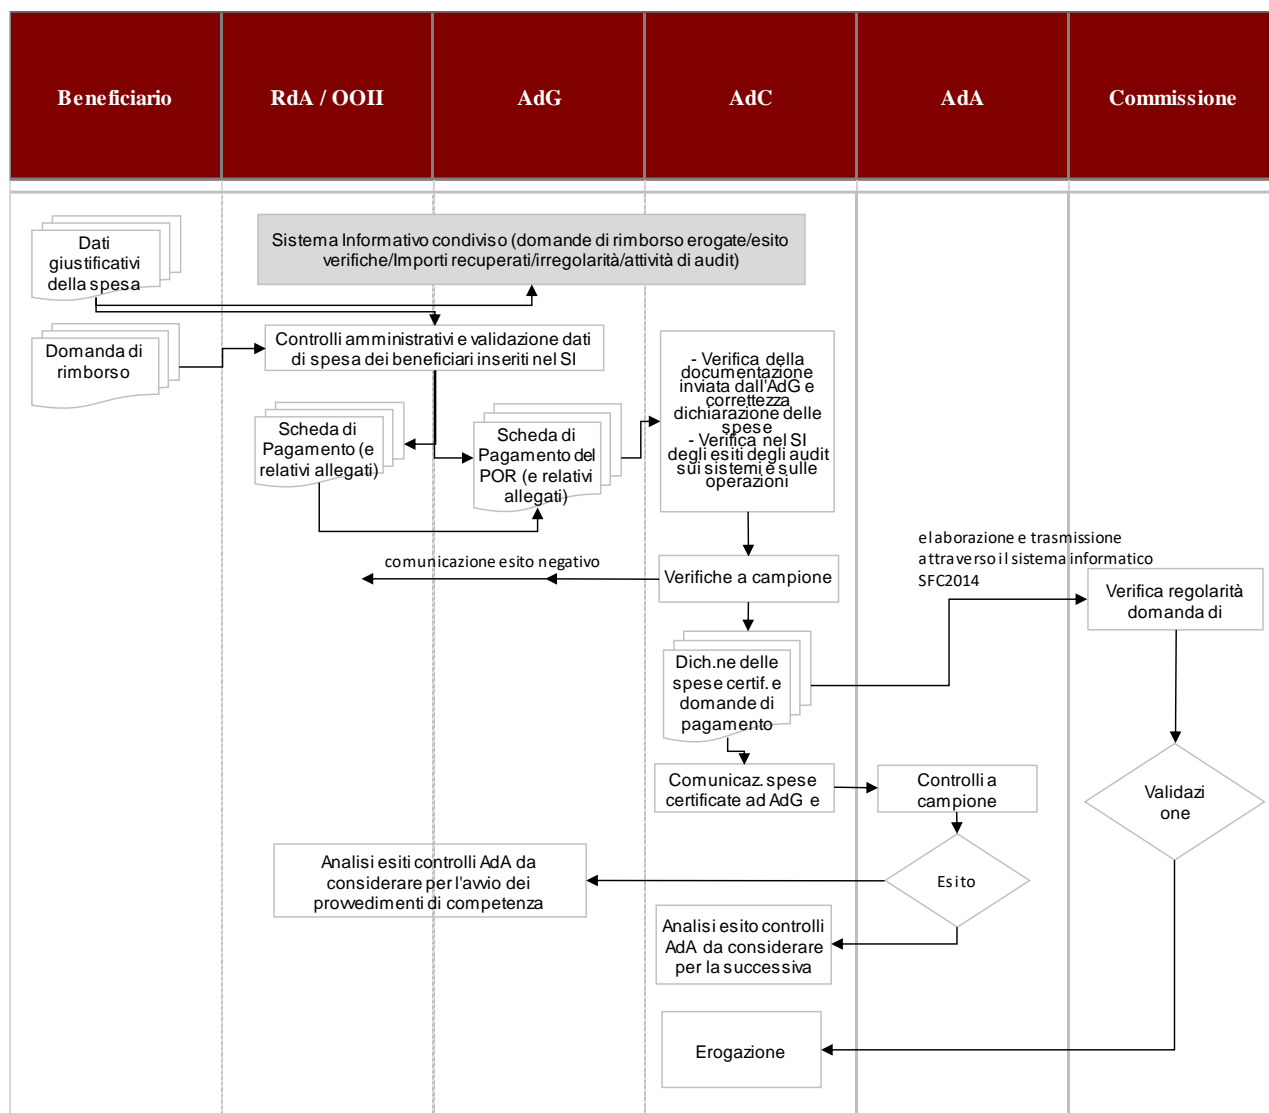 Beneficiario
RdA / OOII
AdG
AdC
AdA
Commissione
Dati
giustificativi
della spesa
Sistema Informativo condiviso (domande di rimborso erogate/esito
verifiche/Importi recuperati/irregolarità/attività di audit)
Domanda di
rimborso
Controlli amministrativi e validazione dati
di spesa dei beneficiari inseriti nel SI
- Verifica della
documentazione
inviata dall'AdG e
correttezza
dichiarazione delle
spese
- Verifica nel SI
degli esiti degli audit
sui sistemi e sulle
operazioni
Scheda di
Pagamento (e
relativi allegati)
Scheda di
Pagamento del
POR (e relativi
allegati)
comunicazione esito negativo
Verifiche a campione
elaborazione e trasmissione
attraverso il sistema informatico
SFC2014
Verifica regolarità
domanda di
Dich.ne delle
spese certif. e
domande di
pagamento
Comunicaz. spese
certificate ad AdG e
Controlli a
campione
Validazi
one
Analisi esiti controlli AdA da
considerare per l'avvio dei
provvedimenti di competenza
Esito
Analisi esito controlli
AdA da considerare
per la successiva
Erogazione